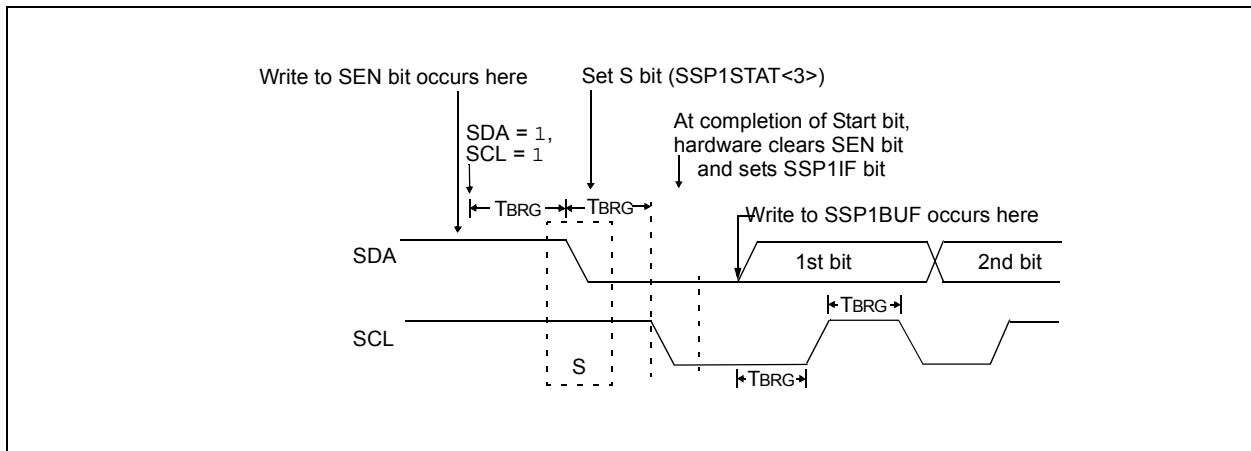 Write to SEN bit occurs here
Set S bit (SSP1STAT<3>)
SDA = 1,
SCL = 1
At completion of Start bit,
hardware clears SEN bit
and sets SSP1IF bit
TBRG
TBRG
Write to SSP1BUF occurs here
SDA
1st bit
2nd bit
TBRG
SCL
S
TBRG